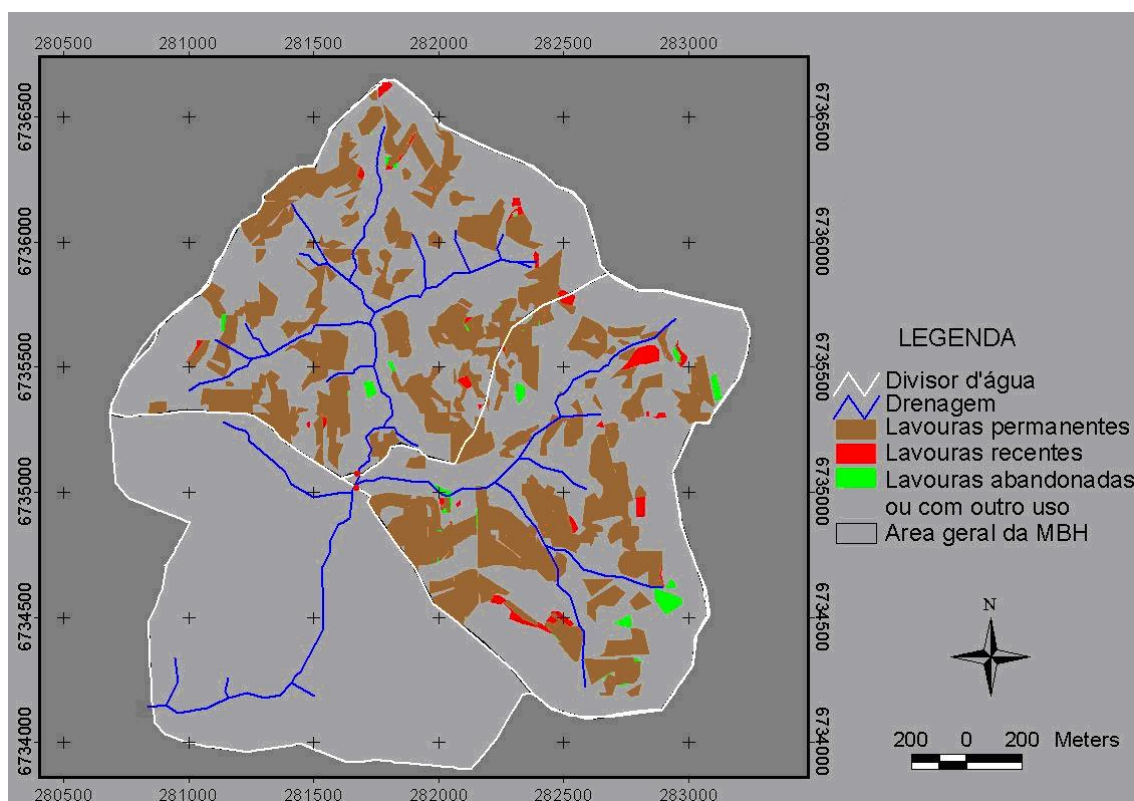 280500 281000 281500 282000 282500 283000
6736500 6736500
6736000 6736000
6735500 6735500
6735000 6735000
6734500 6734500
6734000 6734000
280500 281000 281500 282000 282500 283000
LEGENDA
Divisor d'água
Drenagem
Lavouras permanentes
Lavouras recentes
Lavouras abandonadas
ou com outro uso
Area geral da MBH
N
200 0 200 Meters